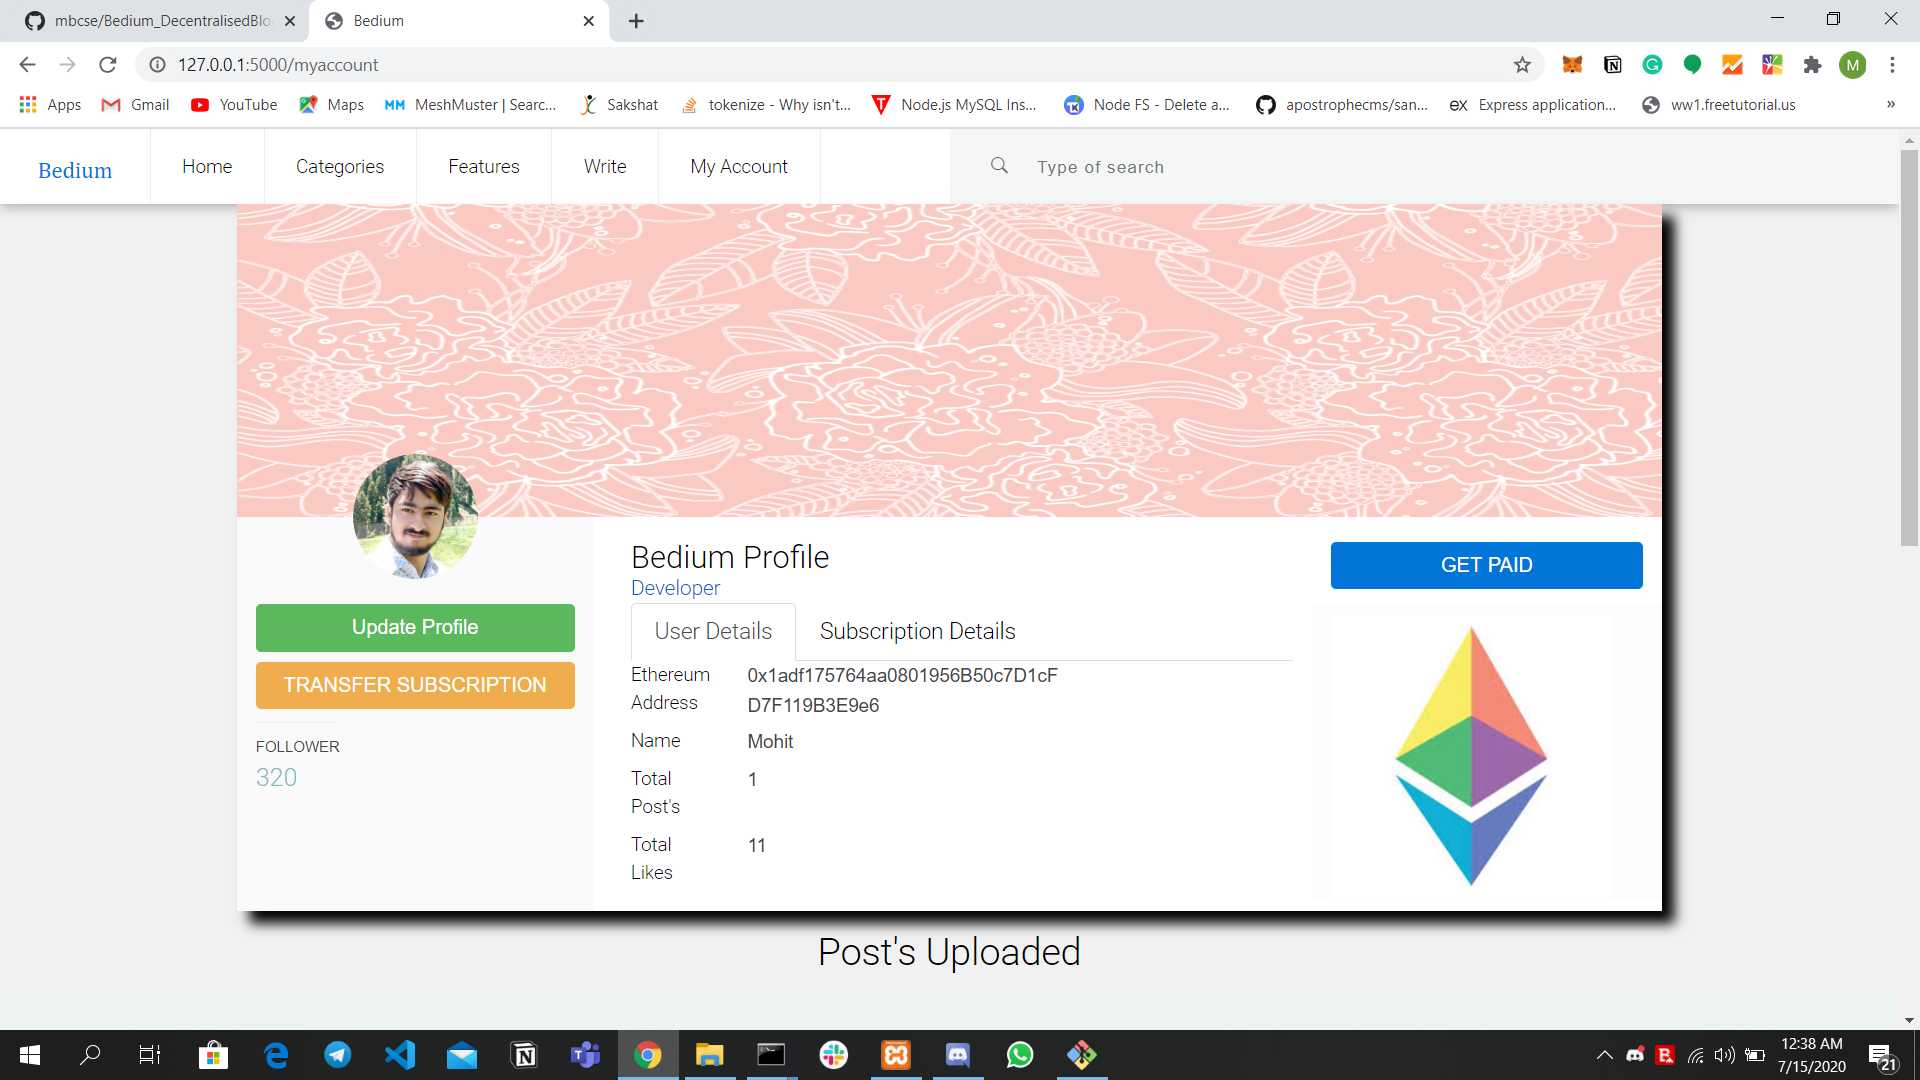 mbcse/Bedium_DecentralisedBlo
Bedium
127.0.0.1:5000/myaccount
M
Apps
Gmail
YouTube
Maps
MM MeshMuster | Searc...
Sakshat
tokenize - Why isn't...
Node.js MySQL Ins...
Node FS - Delete a...
apostrophecms/san...
ex Express application...
ww1.freetutorial.us
»
Bedium
Home
Categories
Features
Write
My Account
Type of search
Update Profile
TRANSFER SUBSCRIPTION
FOLLOWER
320
Bedium Profile
Developer
User Details
Subscription Details
Ethereum Address
0x1adf175764aa0801956B50c7D1cF
D7F119B3E9e6
Name
Mohit
Total Post's
1
Total Likes
11
GET PAID
Post's Uploaded
12:38 AM
7/15/2020
21